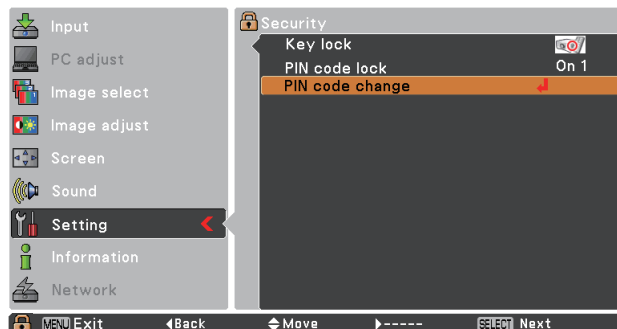 Input
PC adjust
Image select
Image adjust
Screen
Sound
Setting
Information
Network
Security
Key lock
PIN code lock On 1
PIN code change
MENU Exit Back Move ----- SELECT Next